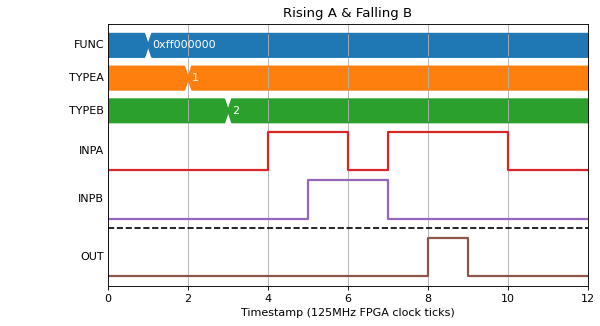 Rising A & Falling B
FUNC 0xff000000
TYPEA 1
TYPEB 2
INPA
INPB
OUT
0 2 4 6 8 10 12
Timestamp (125MHz FPGA clock ticks)